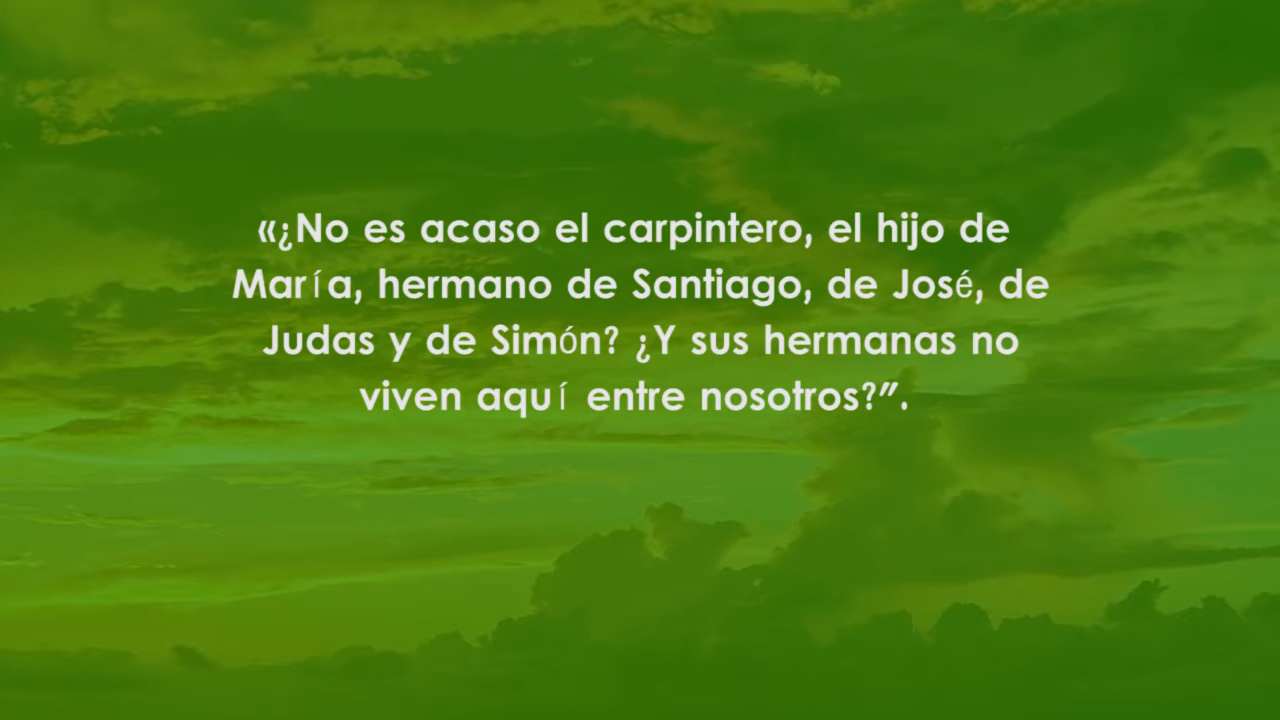 «¿No es acaso el carpintero, el hijo de
María, hermano de Santiago, de José, de
Judas y de Simón? ¿Y sus hermanas no
viven aquí entre nosotros?”.